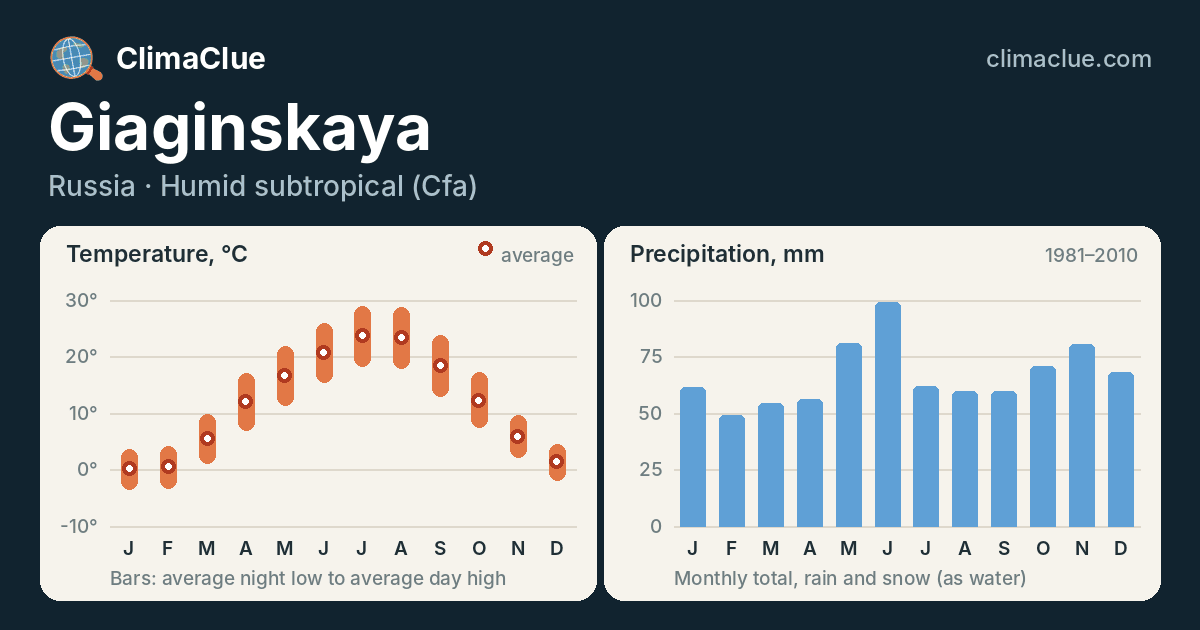 ClimaClue
climaclue.com
Giaginskaya
Russia · Humid subtropical (Cfa)
Temperature, °C
average
30°
20°
10°
0°
-10°
J F M A M J J A S O N D
Bars: average night low to average day high
Precipitation, mm
1981–2010
100
75
50
25
0
J F M A M J J A S O N D
Monthly total, rain and snow (as water)